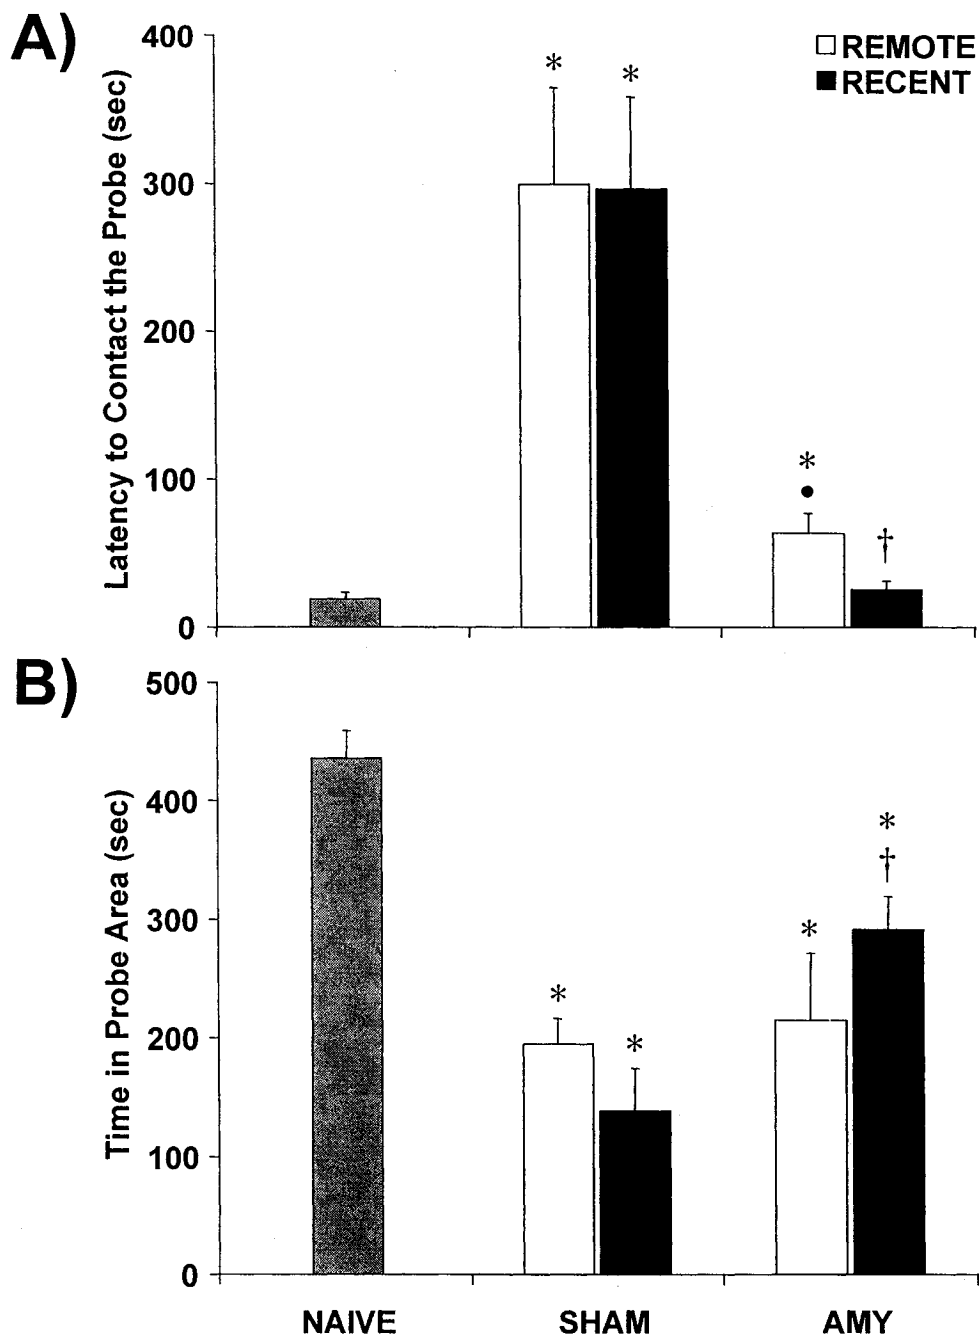 A)
REMOTE
RECENT
Latency to Contact the Probe (sec)
400
300
200
100
0
*
*
*
•
†
B)
Time in Probe Area (sec)
500
400
300
200
100
0
*
*
*
*
†
NAIVE
SHAM
AMY